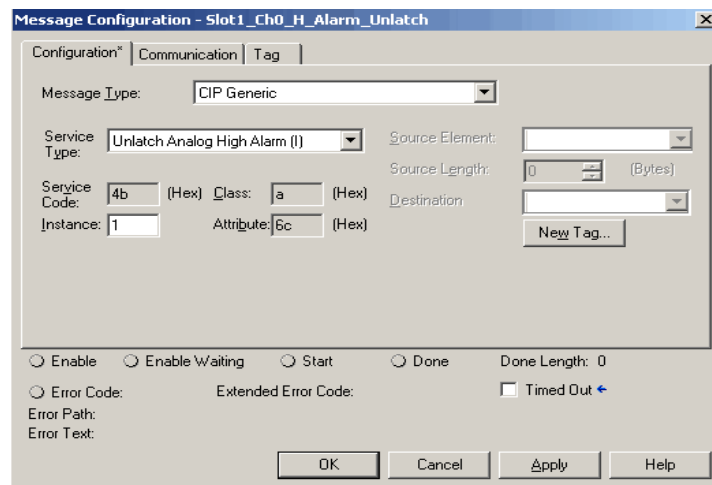 Message Configuration - Slot1_Ch0_H_Alarm_Unlatch
Configuration* Communication Tag
Message Type: CIP Generic
Service Type: Unlatch Analog High Alarm (I) Source Element:
Source Length: 0 (Bytes)
Service Code: 4b (Hex) Class: a (Hex) Destination
Instance: 1 Attribute: 6c (Hex) New Tag...
Enable Enable Waiting Start Done Done Length: 0
Error Code: Extended Error Code: Timed Out
Error Path:
Error Text:
OK Cancel Apply Help